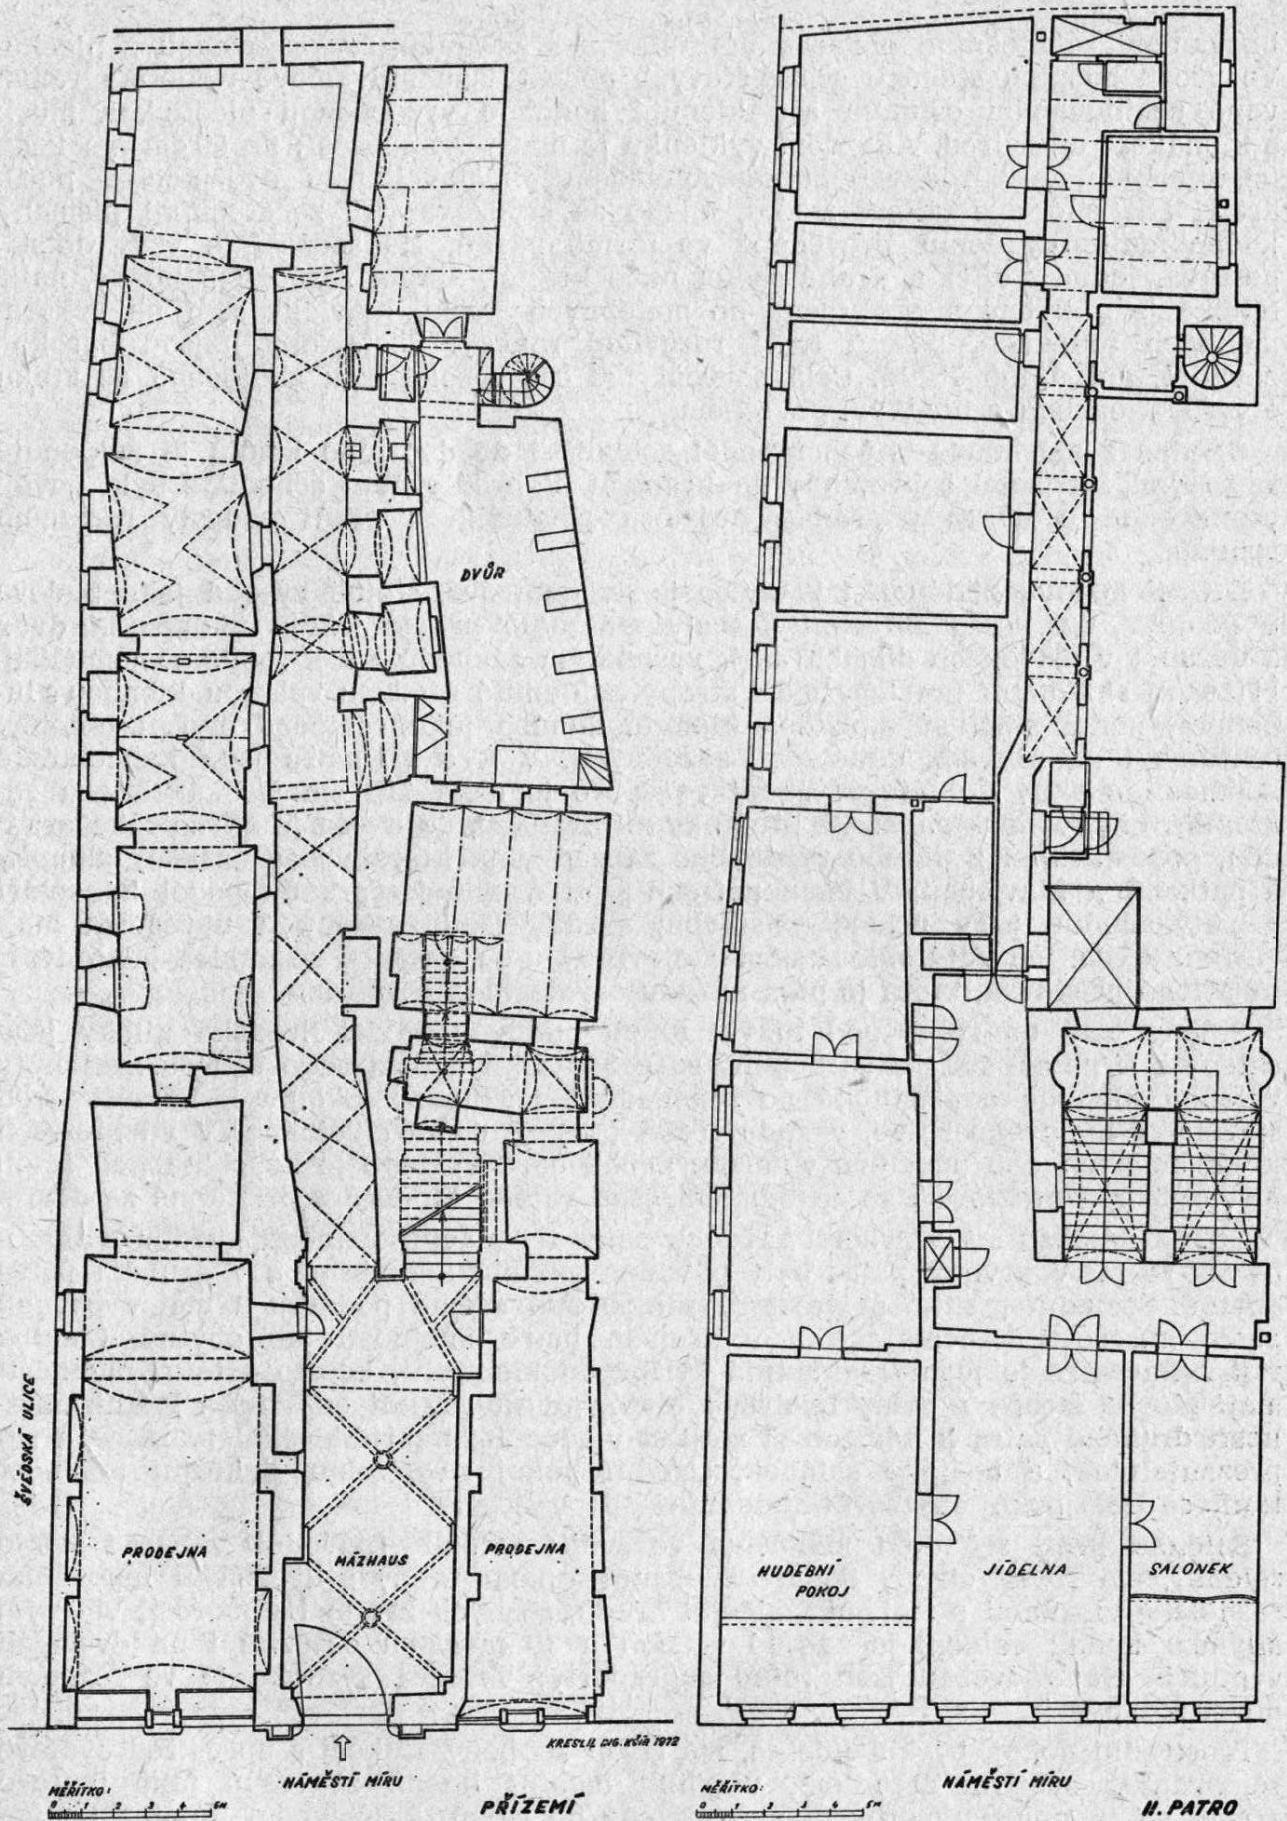 DVŮR
ŠVÉDSKÁ ULICE
PRODEJNA
MÁZHAUS
PRODEJNA
KRESLIL ING. KŠÍR 1972
NÁMĚSTÍ MÍRU
MĚŘÍTKO:
0 1 2 3 4 5M
PŘÍZEMÍ
HUDEBNÍ
POKOJ
JÍDELNA
SALONEK
NÁMĚSTÍ MÍRU
MĚŘÍTKO:
0 1 2 3 4 5M
II. PATRO